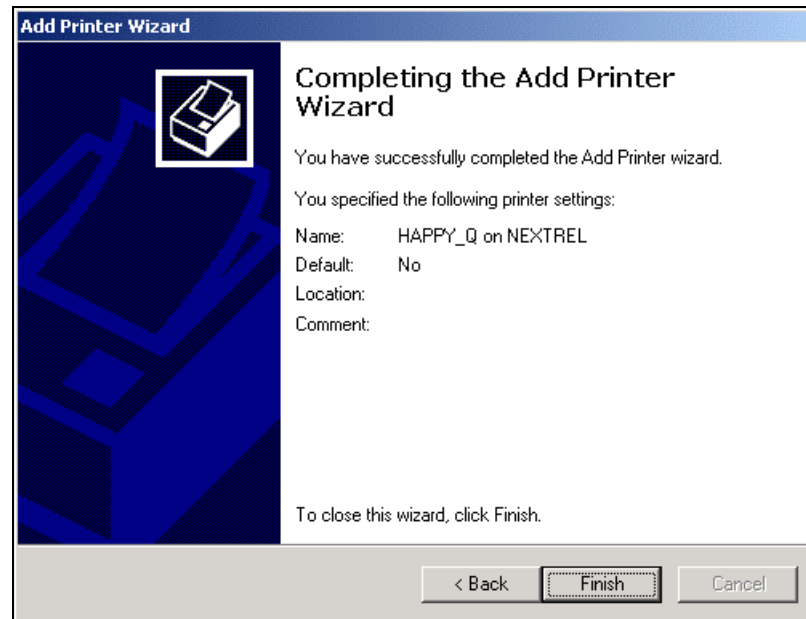 Add Printer Wizard
Completing the Add Printer
Wizard
You have successfully completed the Add Printer wizard.
You specified the following printer settings:
Name: HAPPY_Q on NEXTREL
Default: No
Location:
Comment:
To close this wizard, click Finish.
< Back Finish Cancel